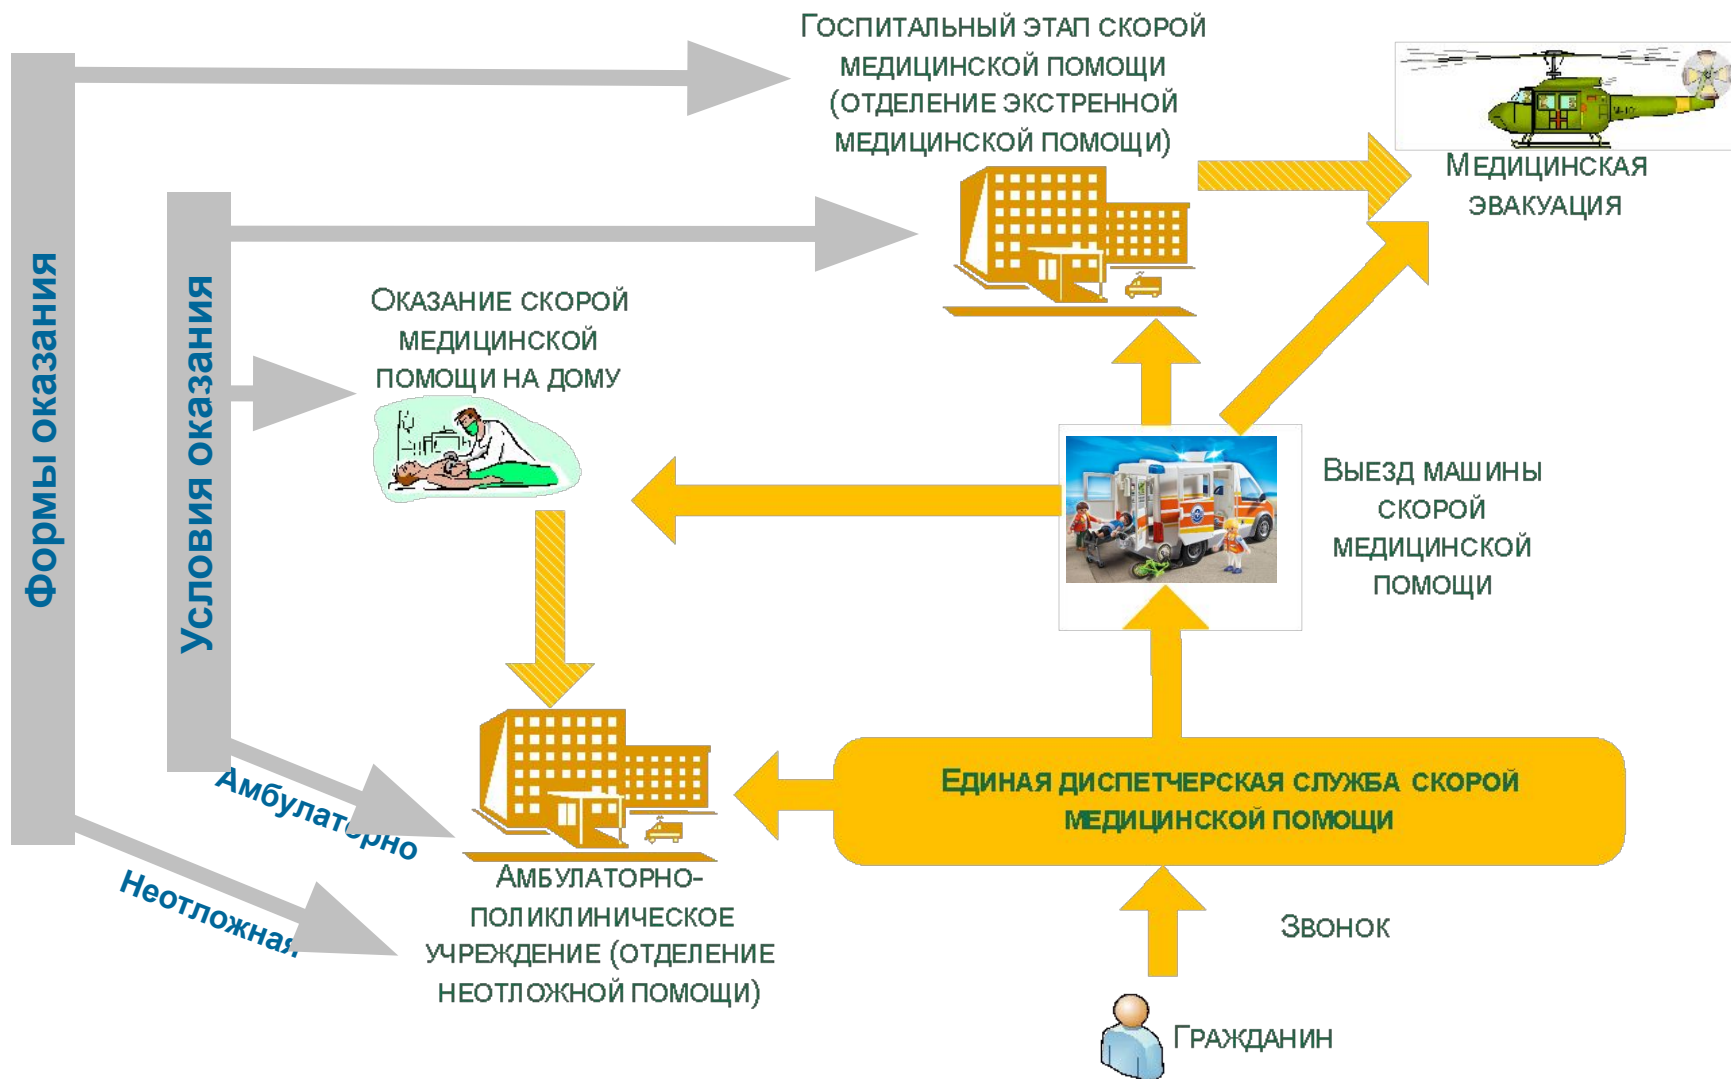 Госпитальный этап скорой
медицинской помощи
(отделение экстренной
медицинской помощи)
Медицинская
эвакуация
Формы оказания
Условия оказания
Оказание скорой
медицинской
помощи на дому
Выезд машины
скорой
медицинской
помощи
Амбулаторно
Неотложная
Единая диспетчерская служба скорой
медицинской помощи
Амбулаторно-
поликлиническое
учреждение (отделение
неотложной помощи)
Звонок
Гражданин